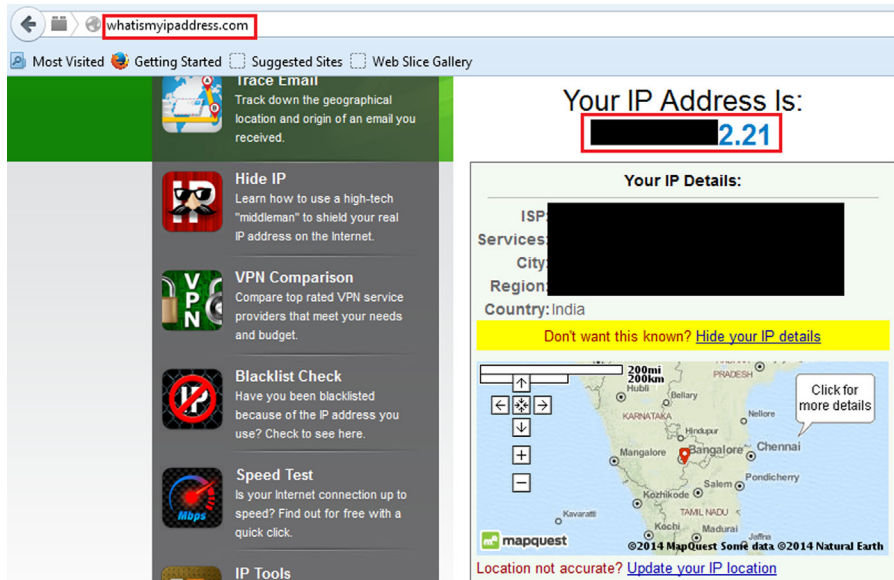 whatismyipaddress.com
Most Visited Getting Started Suggested Sites Web Slice Gallery
Trace Email
Track down the geographical
location and origin of an email you
received.
Hide IP
Learn how to use a high-tech
"middleman" to shield your real
IP address on the Internet.
VPN Comparison
Compare top rated VPN service
providers that meet your needs
and budget.
Blacklist Check
Have you been blacklisted
because of the IP address you
use? Check to see here.
Speed Test
Is your Internet connection up to
speed? Find out for free with a
quick click.
IP Tools
IP
VPN
IP
Mbps
Your IP Address Is:
2.21
Your IP Details:
ISP:
Services:
City:
Region:
Country: India
Don't want this known? Hide your IP details
200mi
200km
PRADESH
Hubli
Bellary
Click for
more details
KARNATAKA
Nellore
Hindupur
Mangalore
Bangalore
Chennai
Salem
Pondicherry
Kozhikode
Kavaratti
TAMIL NADU
Kochi
Madurai
Jaffna
mapquest
©2014 MapQuest Some data ©2014 Natural Earth
Location not accurate? Update your IP location